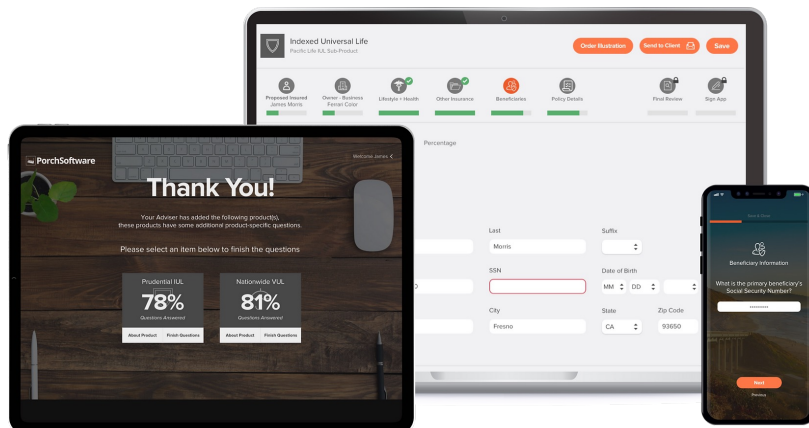 Indexed Universal Life
Pacific Life IUL Sub-Product
Order Illustration
Send to Client
Save
Proposed Insured
James Morris
Owner - Business
Ferrari Color
Lifestyle + Health
Other Insurance
Beneficiaries
Policy Details
Final Review
Sign App
Percentage
Last
Suffix
Morris
SSN
Date of Birth
MM
DD
City
State
Zip Code
Fresno
CA
93650
PorchSoftware
Welcome James <
Thank You!
Your Adviser has added the following product(s),
these products have some additional product-specific questions.
Please select an item below to finish the questions
Prudential IUL
78%
Questions Answered
About Product
Finish Questions
Nationwide VUL
81%
Questions Answered
About Product
Finish Questions
Save & Close
Beneficiary Information
What is the primary beneficiary's
Social Security Number?
Next
Previous